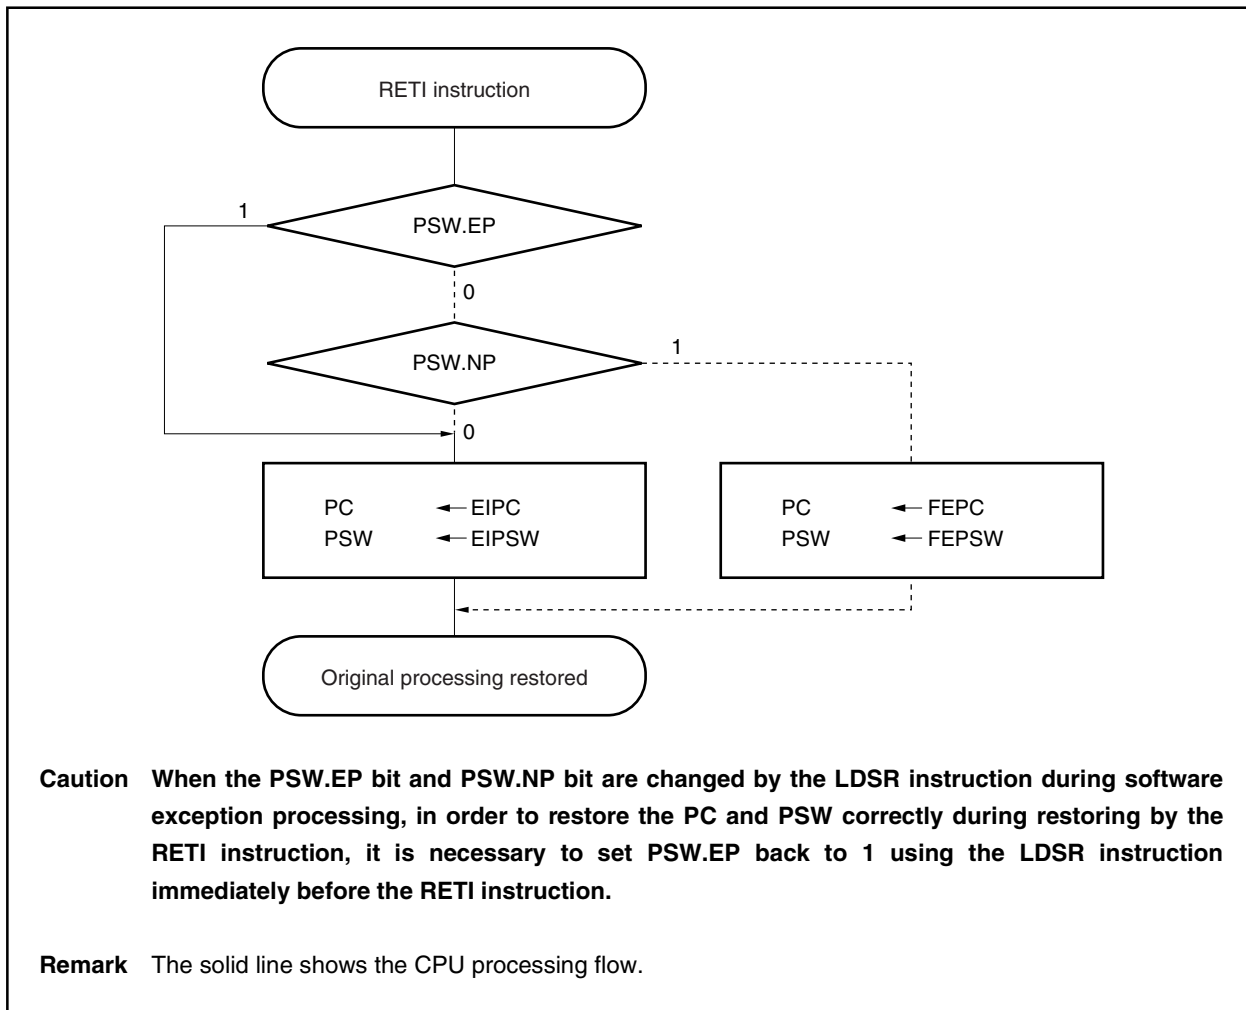 RETI instruction
1
PSW.EP
0
PSW.NP
1
0
PC ← EIPC
PSW ← EIPSW
PC ← FEPC
PSW ← FEPSW
Original processing restored
Caution When the PSW.EP bit and PSW.NP bit are changed by the LDSR instruction during software
exception processing, in order to restore the PC and PSW correctly during restoring by the
RETI instruction, it is necessary to set PSW.EP back to 1 using the LDSR instruction
immediately before the RETI instruction.
Remark The solid line shows the CPU processing flow.